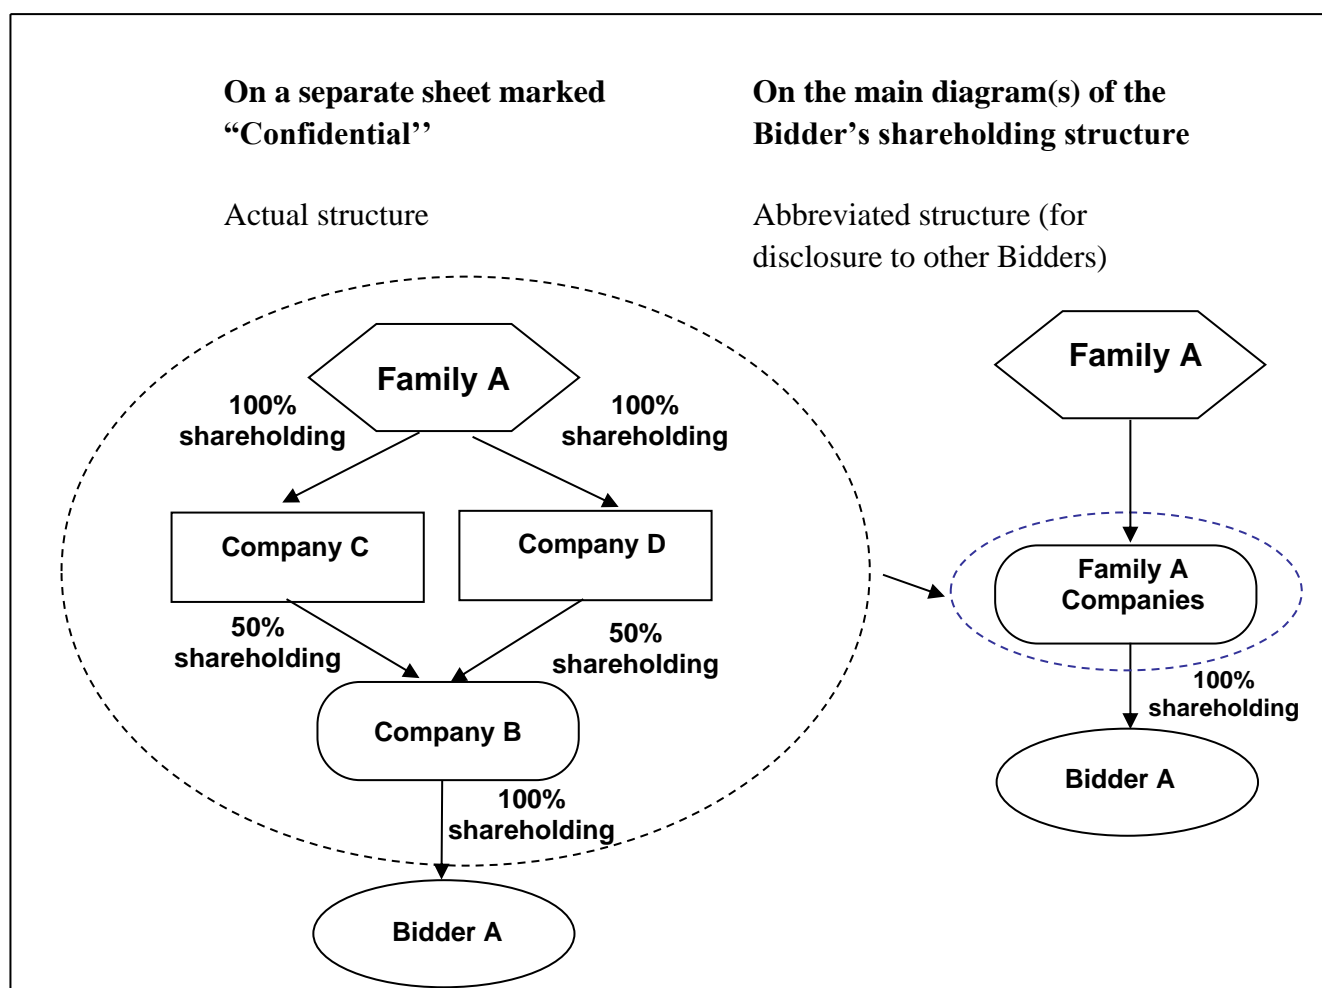 On a separate sheet marked
“Confidential’’
Actual structure
On the main diagram(s) of the
Bidder’s shareholding structure
Abbreviated structure (for
disclosure to other Bidders)
Family A
100%
shareholding
100%
shareholding
Company C
Company D
50%
shareholding
50%
shareholding
Company B
100%
shareholding
Bidder A
Family A
Family A
Companies
100%
shareholding
Bidder A